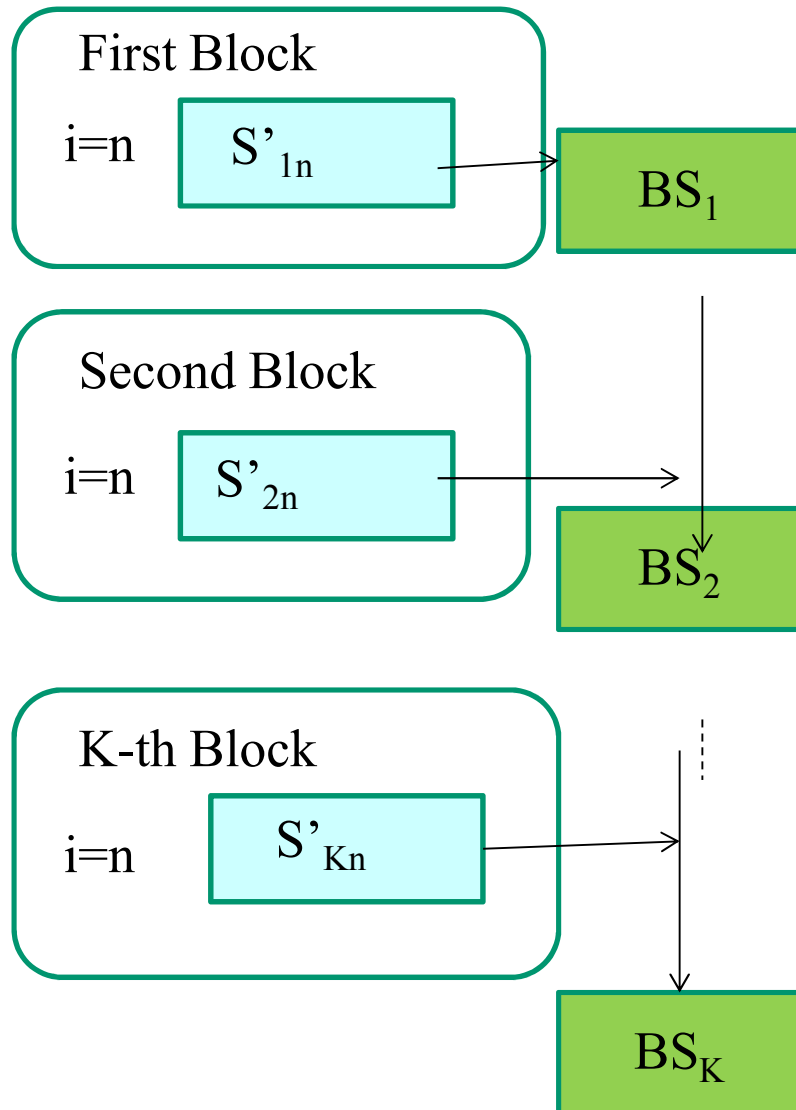 First Block
i=n
S’1n
BS1
Second Block
i=n
S’2n
BS2
K-th Block
i=n
S’Kn
BSK